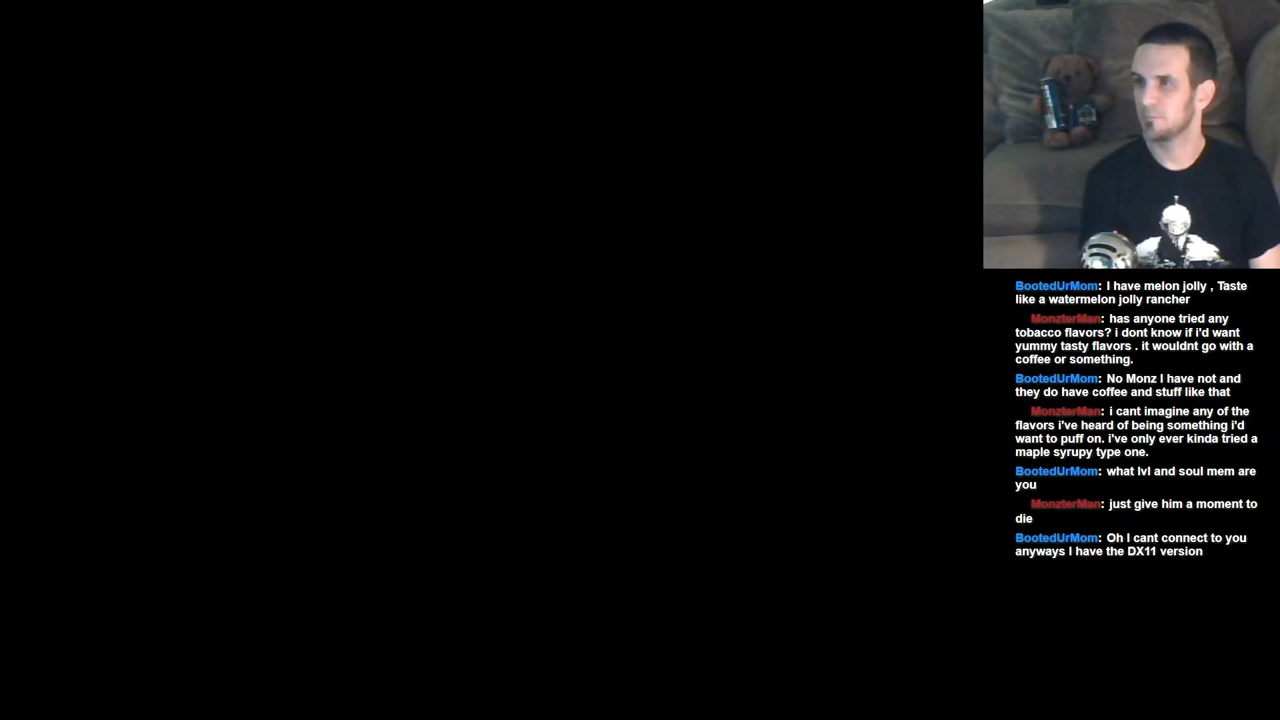 BootedUrMom: I have melon jolly , Taste
like a watermelon jolly rancher
MonzterMan: has anyone tried any
tobacco flavors? i dont know if i'd want
yummy tasty flavors . it wouldnt go with a
coffee or something.
BootedUrMom: No Monz I have not and
they do have coffee and stuff like that
MonzterMan: i cant imagine any of the
flavors i've heard of being something i'd
want to puff on. i've only ever kinda tried a
maple syrupy type one.
BootedUrMom: what lvl and soul mem are
you
MonzterMan: just give him a moment to
die
BootedUrMom: Oh I cant connect to you
anyways I have the DX11 version